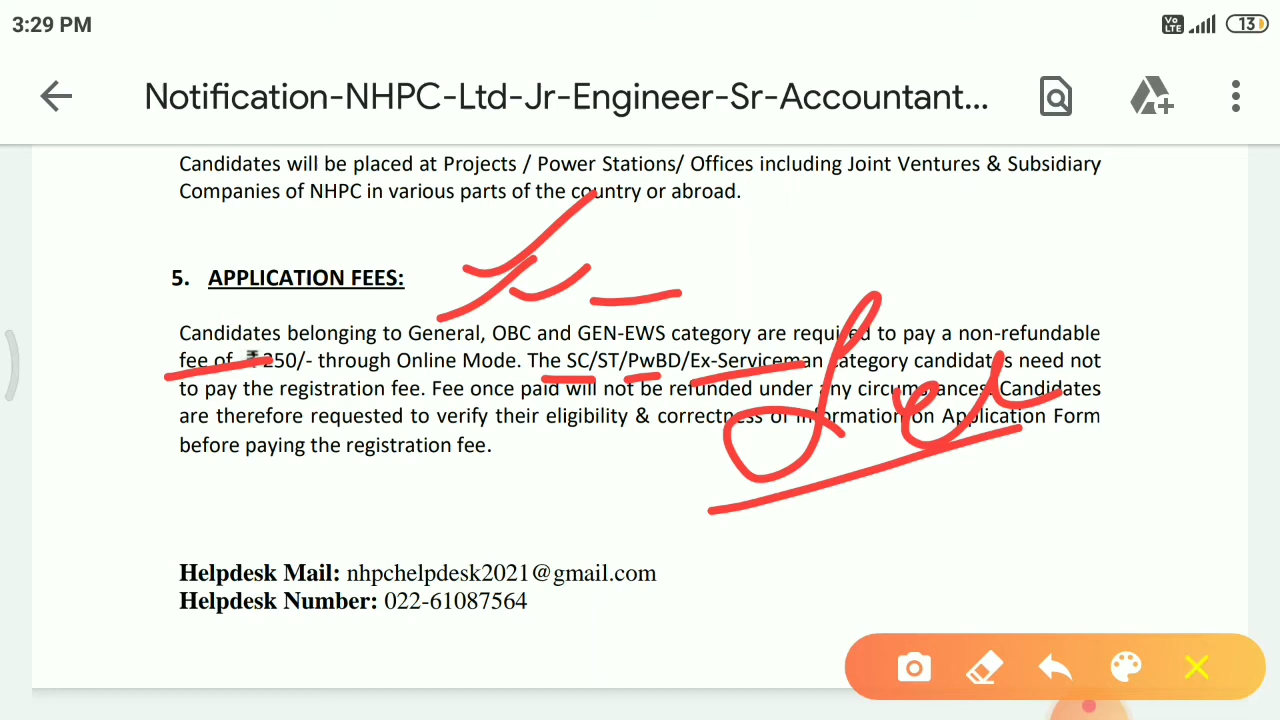 3:29 PM
Vo LTE
13
Notification-NHPC-Ltd-Jr-Engineer-Sr-Accountant...
Candidates will be placed at Projects / Power Stations/ Offices including Joint Ventures & Subsidiary
Companies of NHPC in various parts of the country or abroad.
5. APPLICATION FEES:
Candidates belonging to General, OBC and GEN-EWS category are required to pay a non-refundable
fee of ₹ 250/- through Online Mode. The SC/ST/PwBD/Ex-Serviceman category candidates need not
to pay the registration fee. Fee once paid will not be refunded under any circumstances. Candidates
are therefore requested to verify their eligibility & correctness of information on Application Form
before paying the registration fee.
Helpdesk Mail: nhpchelpdesk2021@gmail.com
Helpdesk Number: 022-61087564